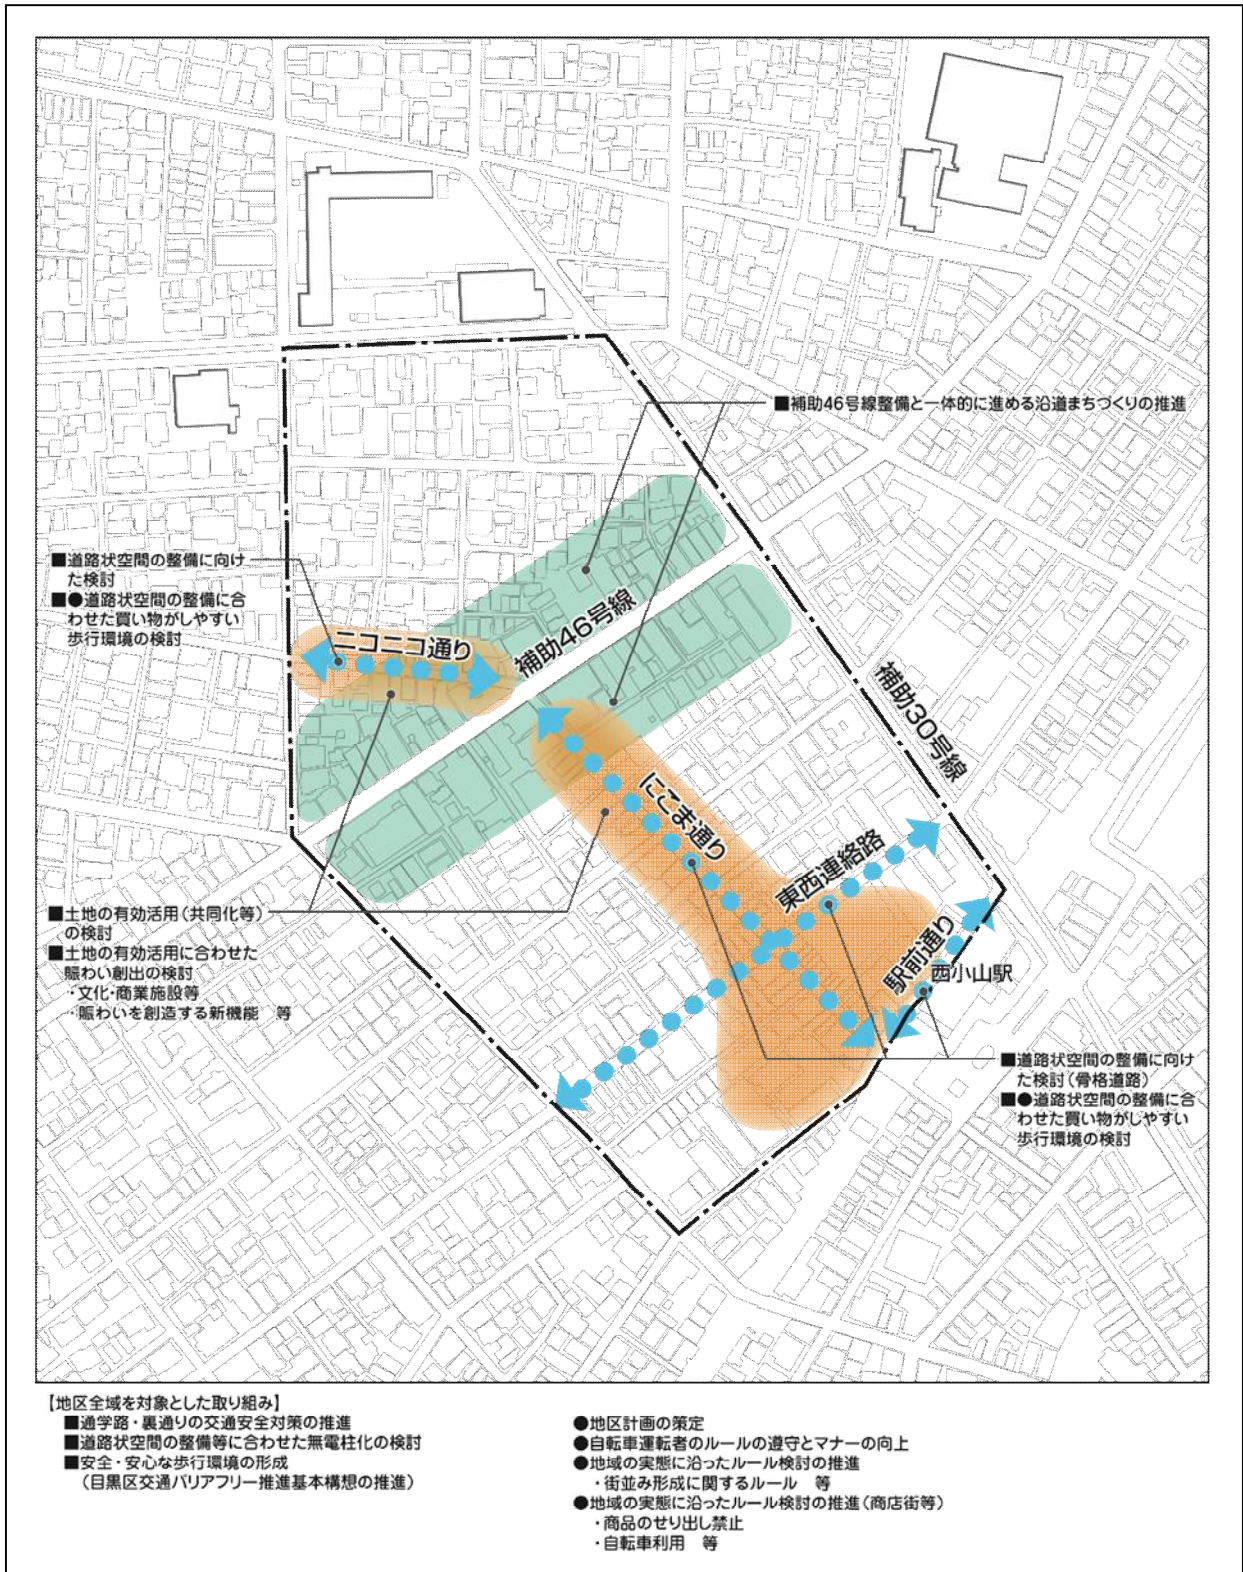 ■補助46号線整備と一体的に進める沿道まちづくりの推進
■道路状空間の整備に向け
た検討
■●道路状空間の整備に合
わせた買い物がしやすい
歩行環境の検討
ニコニコ通り
補助46号線
補助30号線
にこま通り
東西連絡路
駅前通り
西小山駅
■土地の有効活用(共同化等)
の検討
■土地の有効活用に合わせた
賑わい創出の検討
・文化・商業施設等
・賑わいを創造する新機能 等
■道路状空間の整備に向け
た検討(骨格道路)
■●道路状空間の整備に合
わせた買い物がしやすい
歩行環境の検討
【地区全域を対象とした取り組み】
■通学路・裏通りの交通安全対策の推進
■道路状空間の整備等に合わせた無電柱化の検討
■安全・安心な歩行環境の形成
(目黒区交通バリアフリー推進基本構想の推進)
●地区計画の策定
●自転車運転者のルールの遵守とマナーの向上
●地域の実態に沿ったルール検討の推進
・街並み形成に関するルール 等
●地域の実態に沿ったルール検討の推進(商店街等)
・商品のせり出し禁止
・自転車利用 等